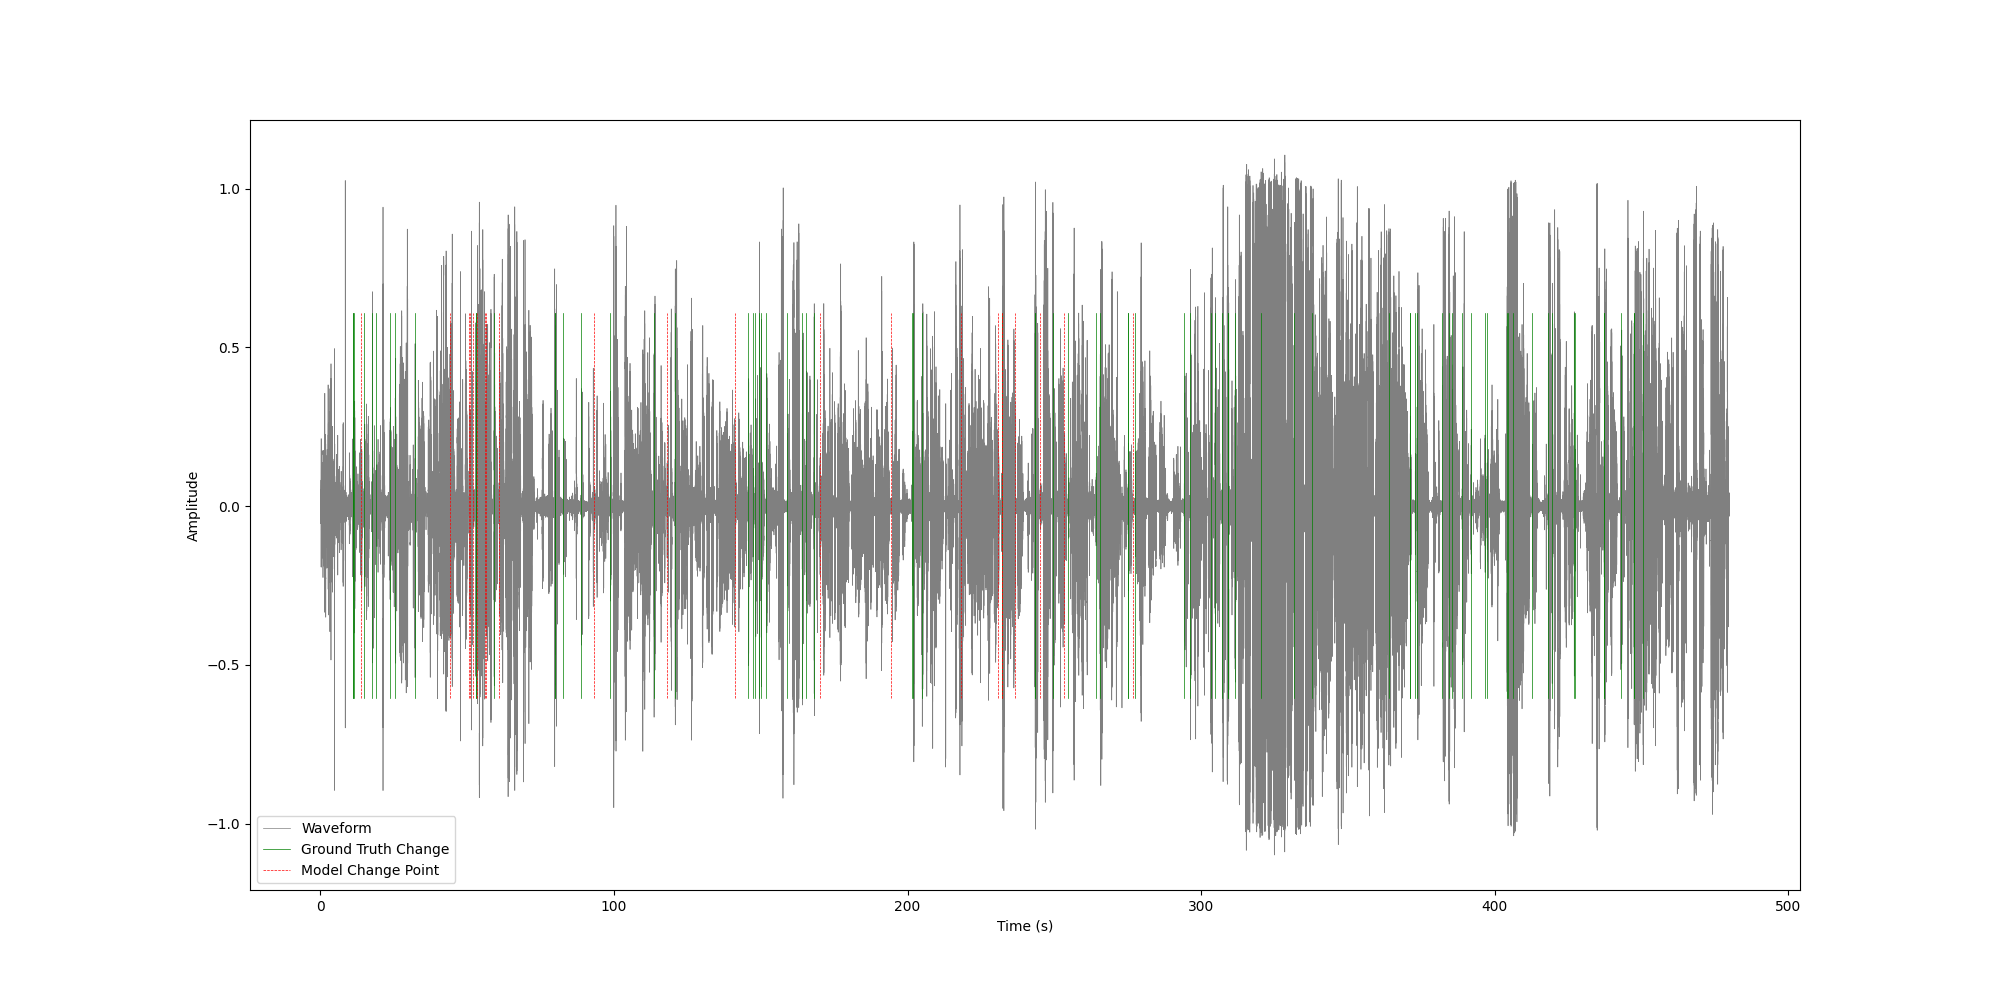 1.0
0.5
0.0
−0.5
−1.0
Amplitude
Waveform
Ground Truth Change
Model Change Point
0 100 200 300 400 500
Time (s)